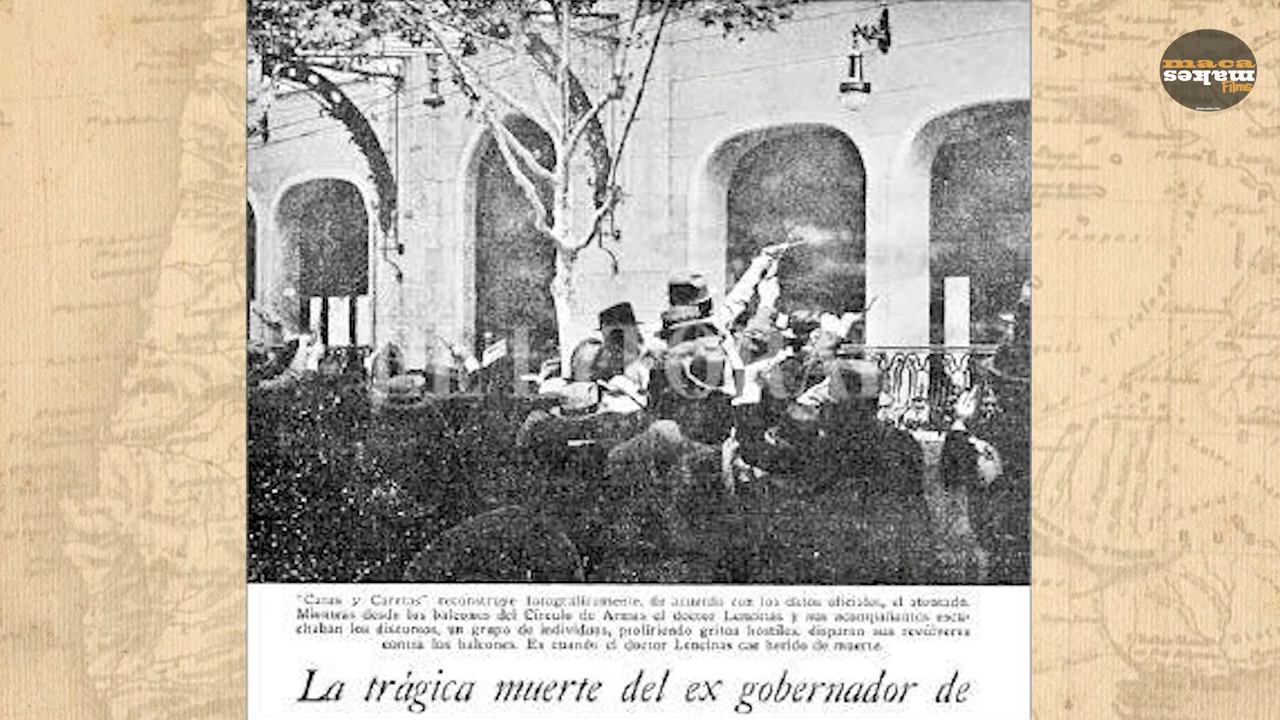 maca
makes
Films
"Caras y Caretas" reconstruye fotográficamente, de acuerdo con los datos oficiales, el atentado.
Mientras desde los balcones del Círculo de Armas el doctor Lencinas y sus acompañantes escu-
chaban los discursos, un grupo de individuos, profiriendo gritos hostiles, disparan sus revólveres
contra los balcones. Es cuando el doctor Lencinas cae herido de muerte.
La trágica muerte del ex gobernador de